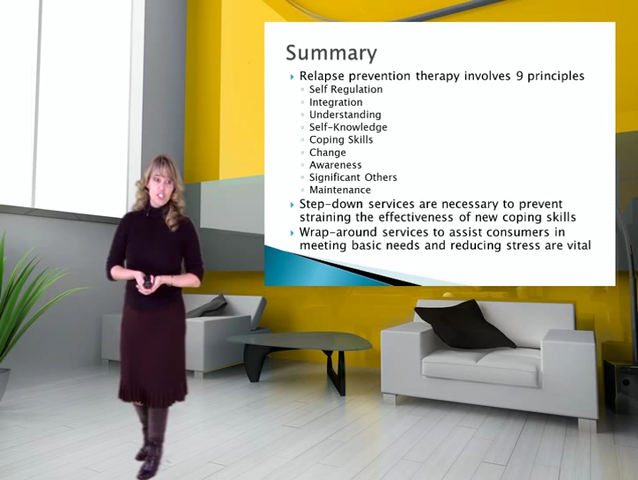 Summary
Relapse prevention therapy involves 9 principles
Self Regulation
Integration
Understanding
Self-Knowledge
Coping Skills
Change
Awareness
Significant Others
Maintenance
Step-down services are necessary to prevent
straining the effectiveness of new coping skills
Wrap-around services to assist consumers in
meeting basic needs and reducing stress are vital